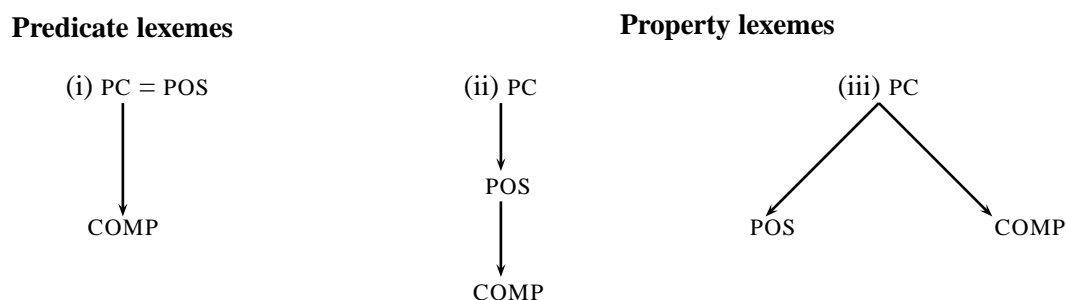 Predicate lexemes
Property lexemes
(i) PC = POS
(ii) PC
(iii) PC
POS
COMP
POS
COMP
COMP